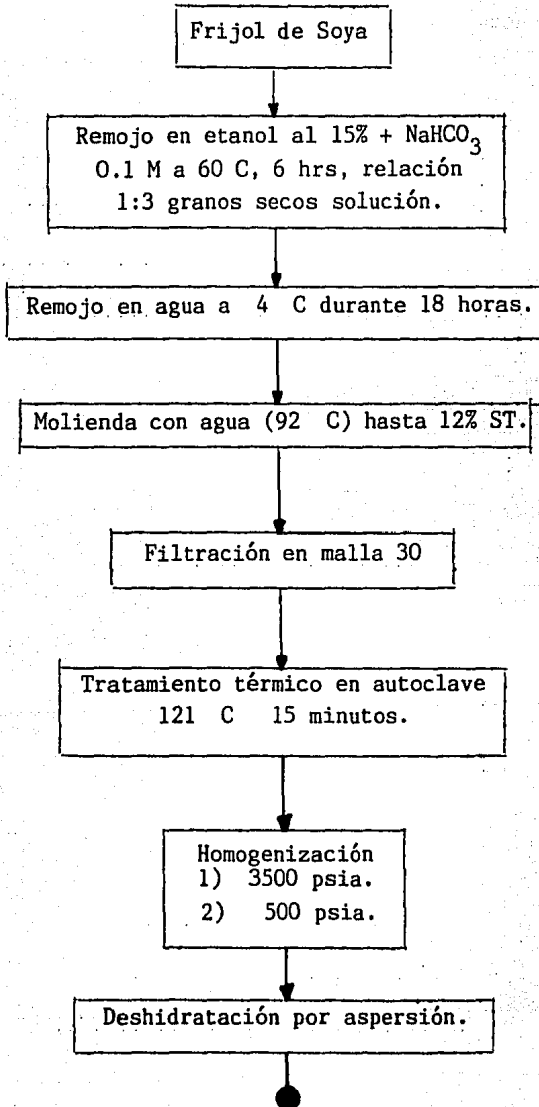 Frijol de Soya
Remojo en etanol al 15% + NaHCO3
0.1 M a 60 C, 6 hrs, relación
1:3 granos secos solución.
Remojo en agua a 4 C durante 18 horas.
Molienda con agua (92 C) hasta 12% ST.
Filtración en malla 30
Tratamiento térmico en autoclave
121 C 15 minutos.
Homogenización
1) 3500 psia.
2) 500 psia.
Deshidratación por aspersión.